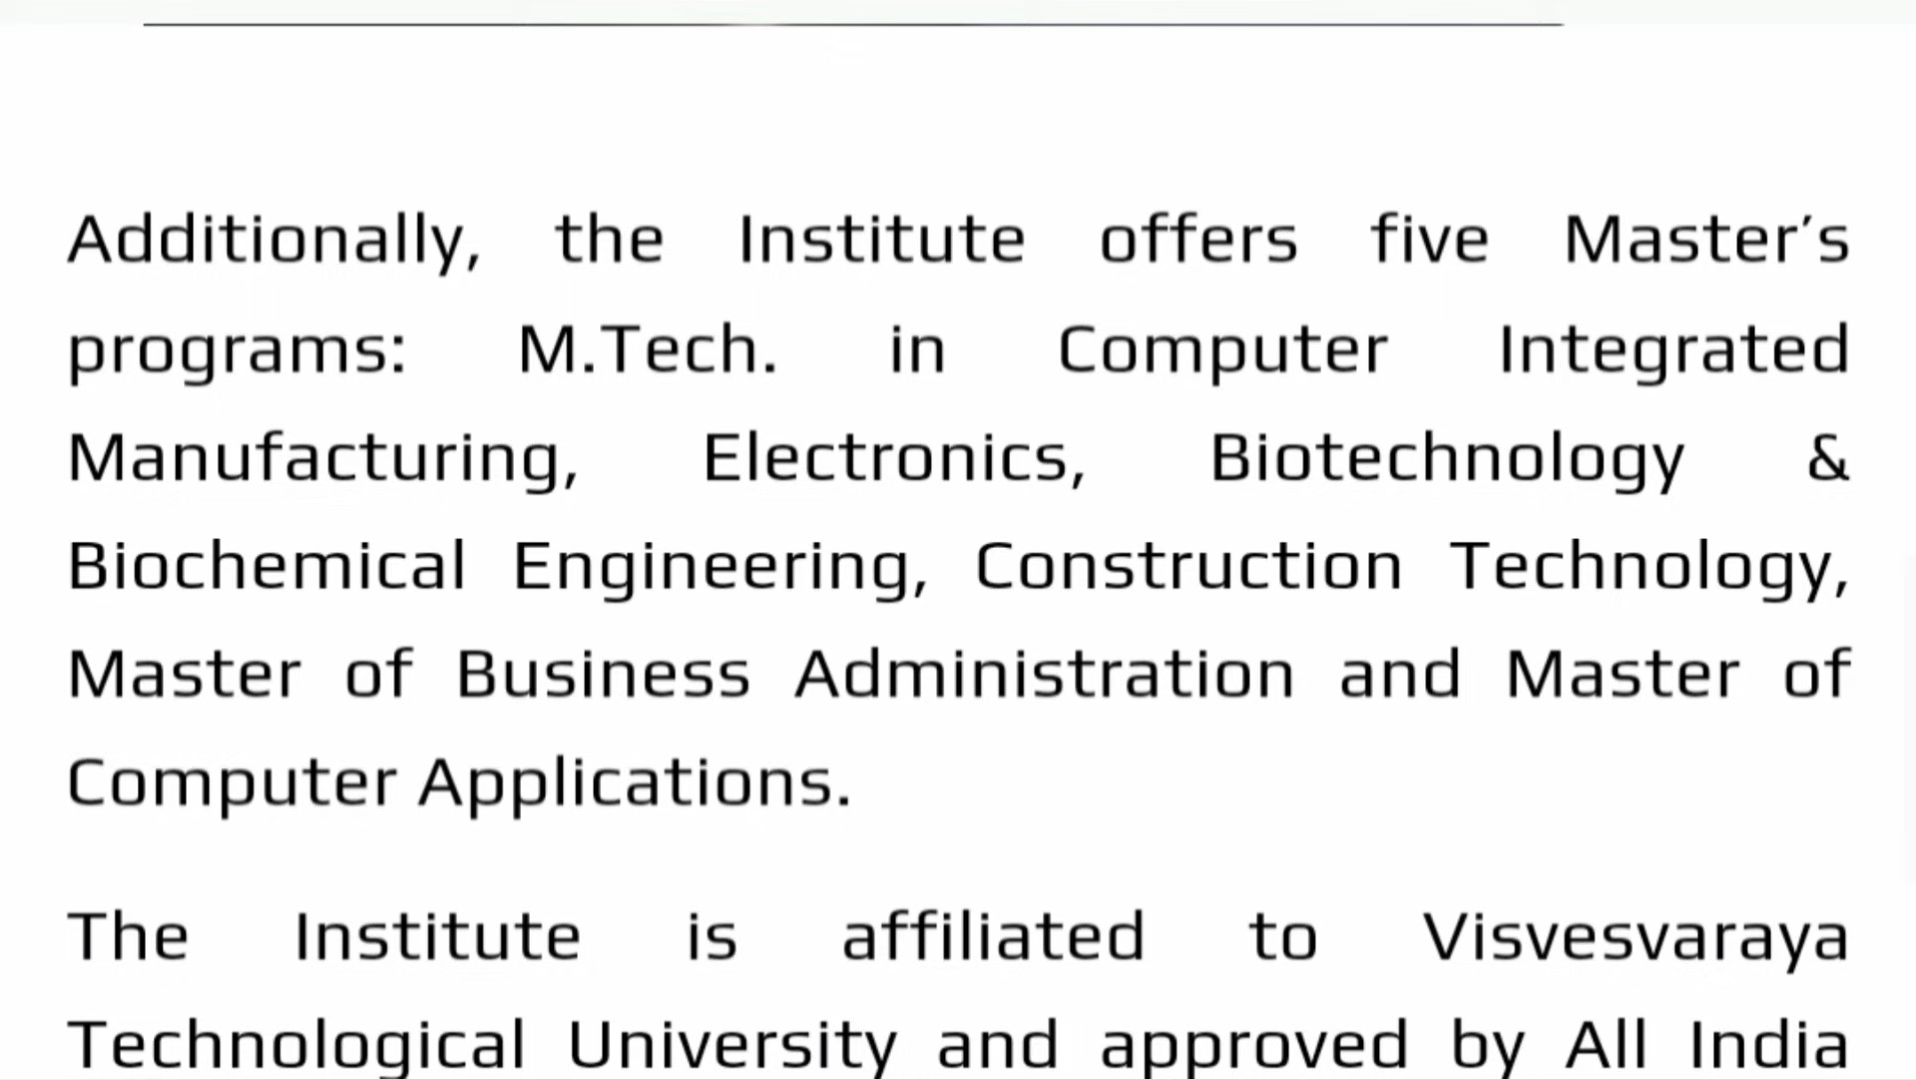 Additionally, the Institute offers five Master’s
programs: M.Tech. in Computer Integrated
Manufacturing, Electronics, Biotechnology &
Biochemical Engineering, Construction Technology,
Master of Business Administration and Master of
Computer Applications.
The Institute is affiliated to Visvesvaraya
Technological University and approved by All India